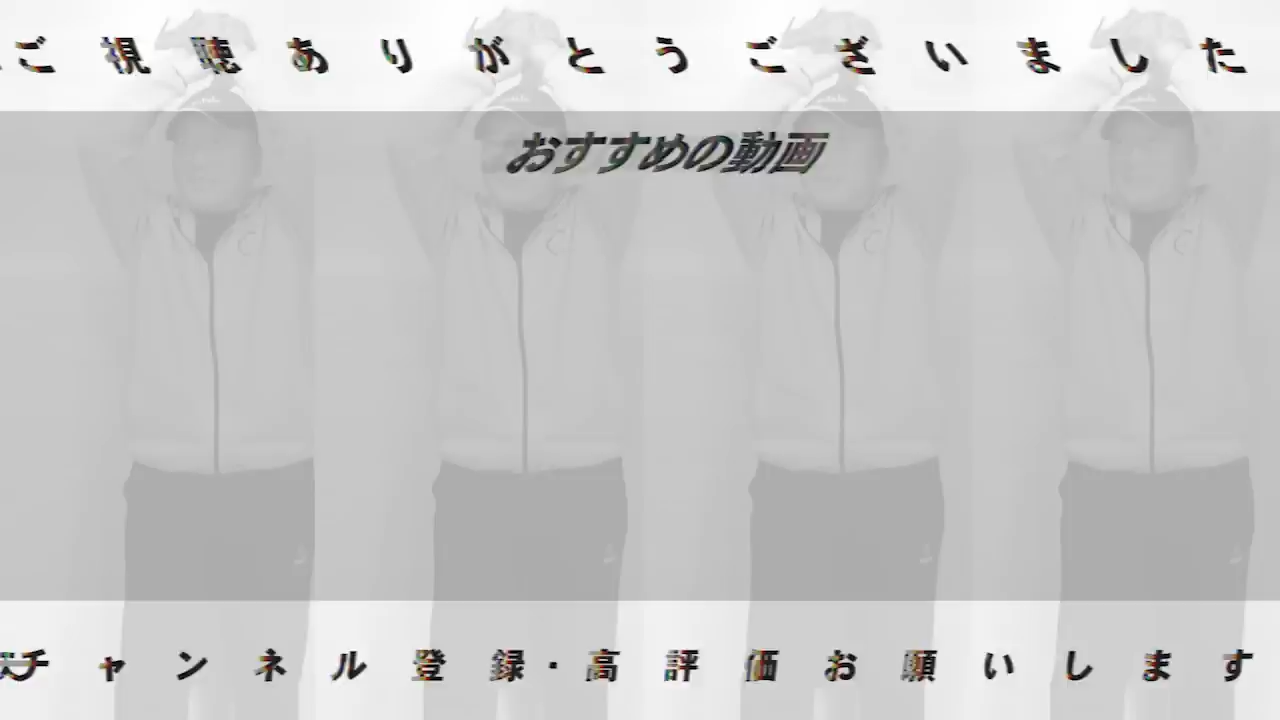 ご視聴ありがとうございました
おすすめの動画
チャンネル登録・高評価お願いします